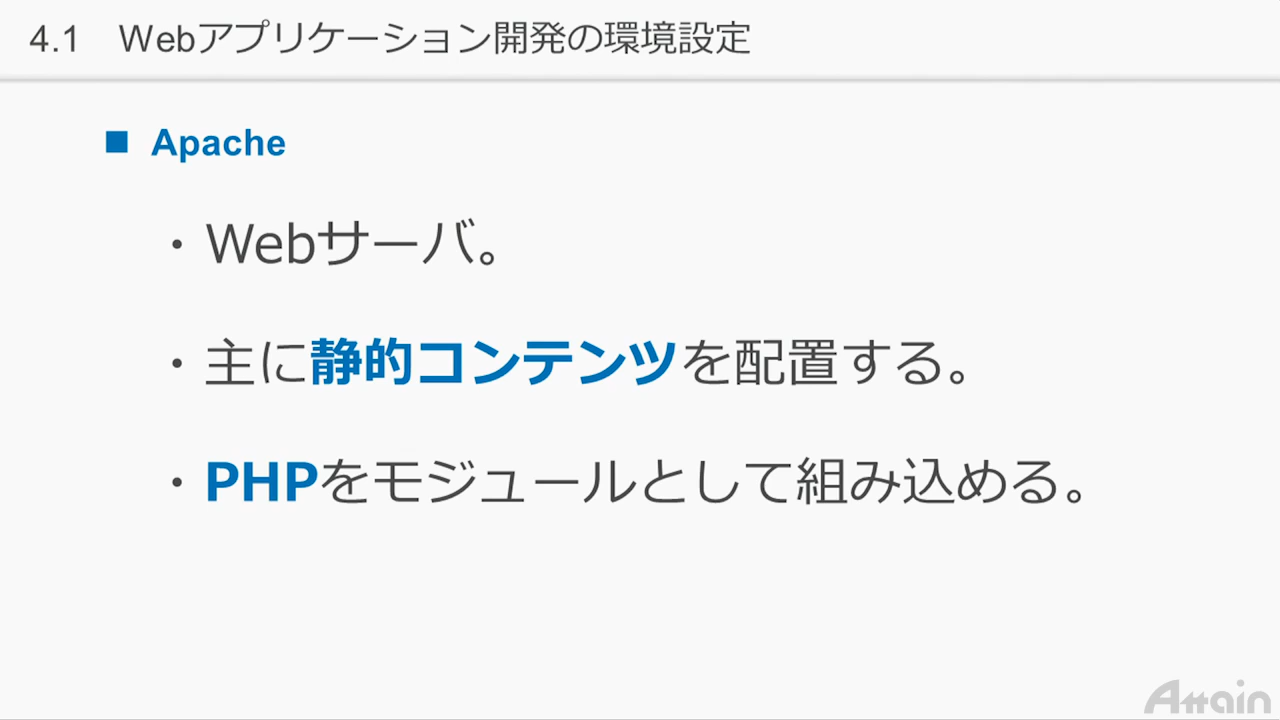 4.1 Webアプリケーション開発の環境設定
■ Apache
・Webサーバ。
・主に静的コンテンツを配置する。
・PHPをモジュールとして組み込める。
Attain